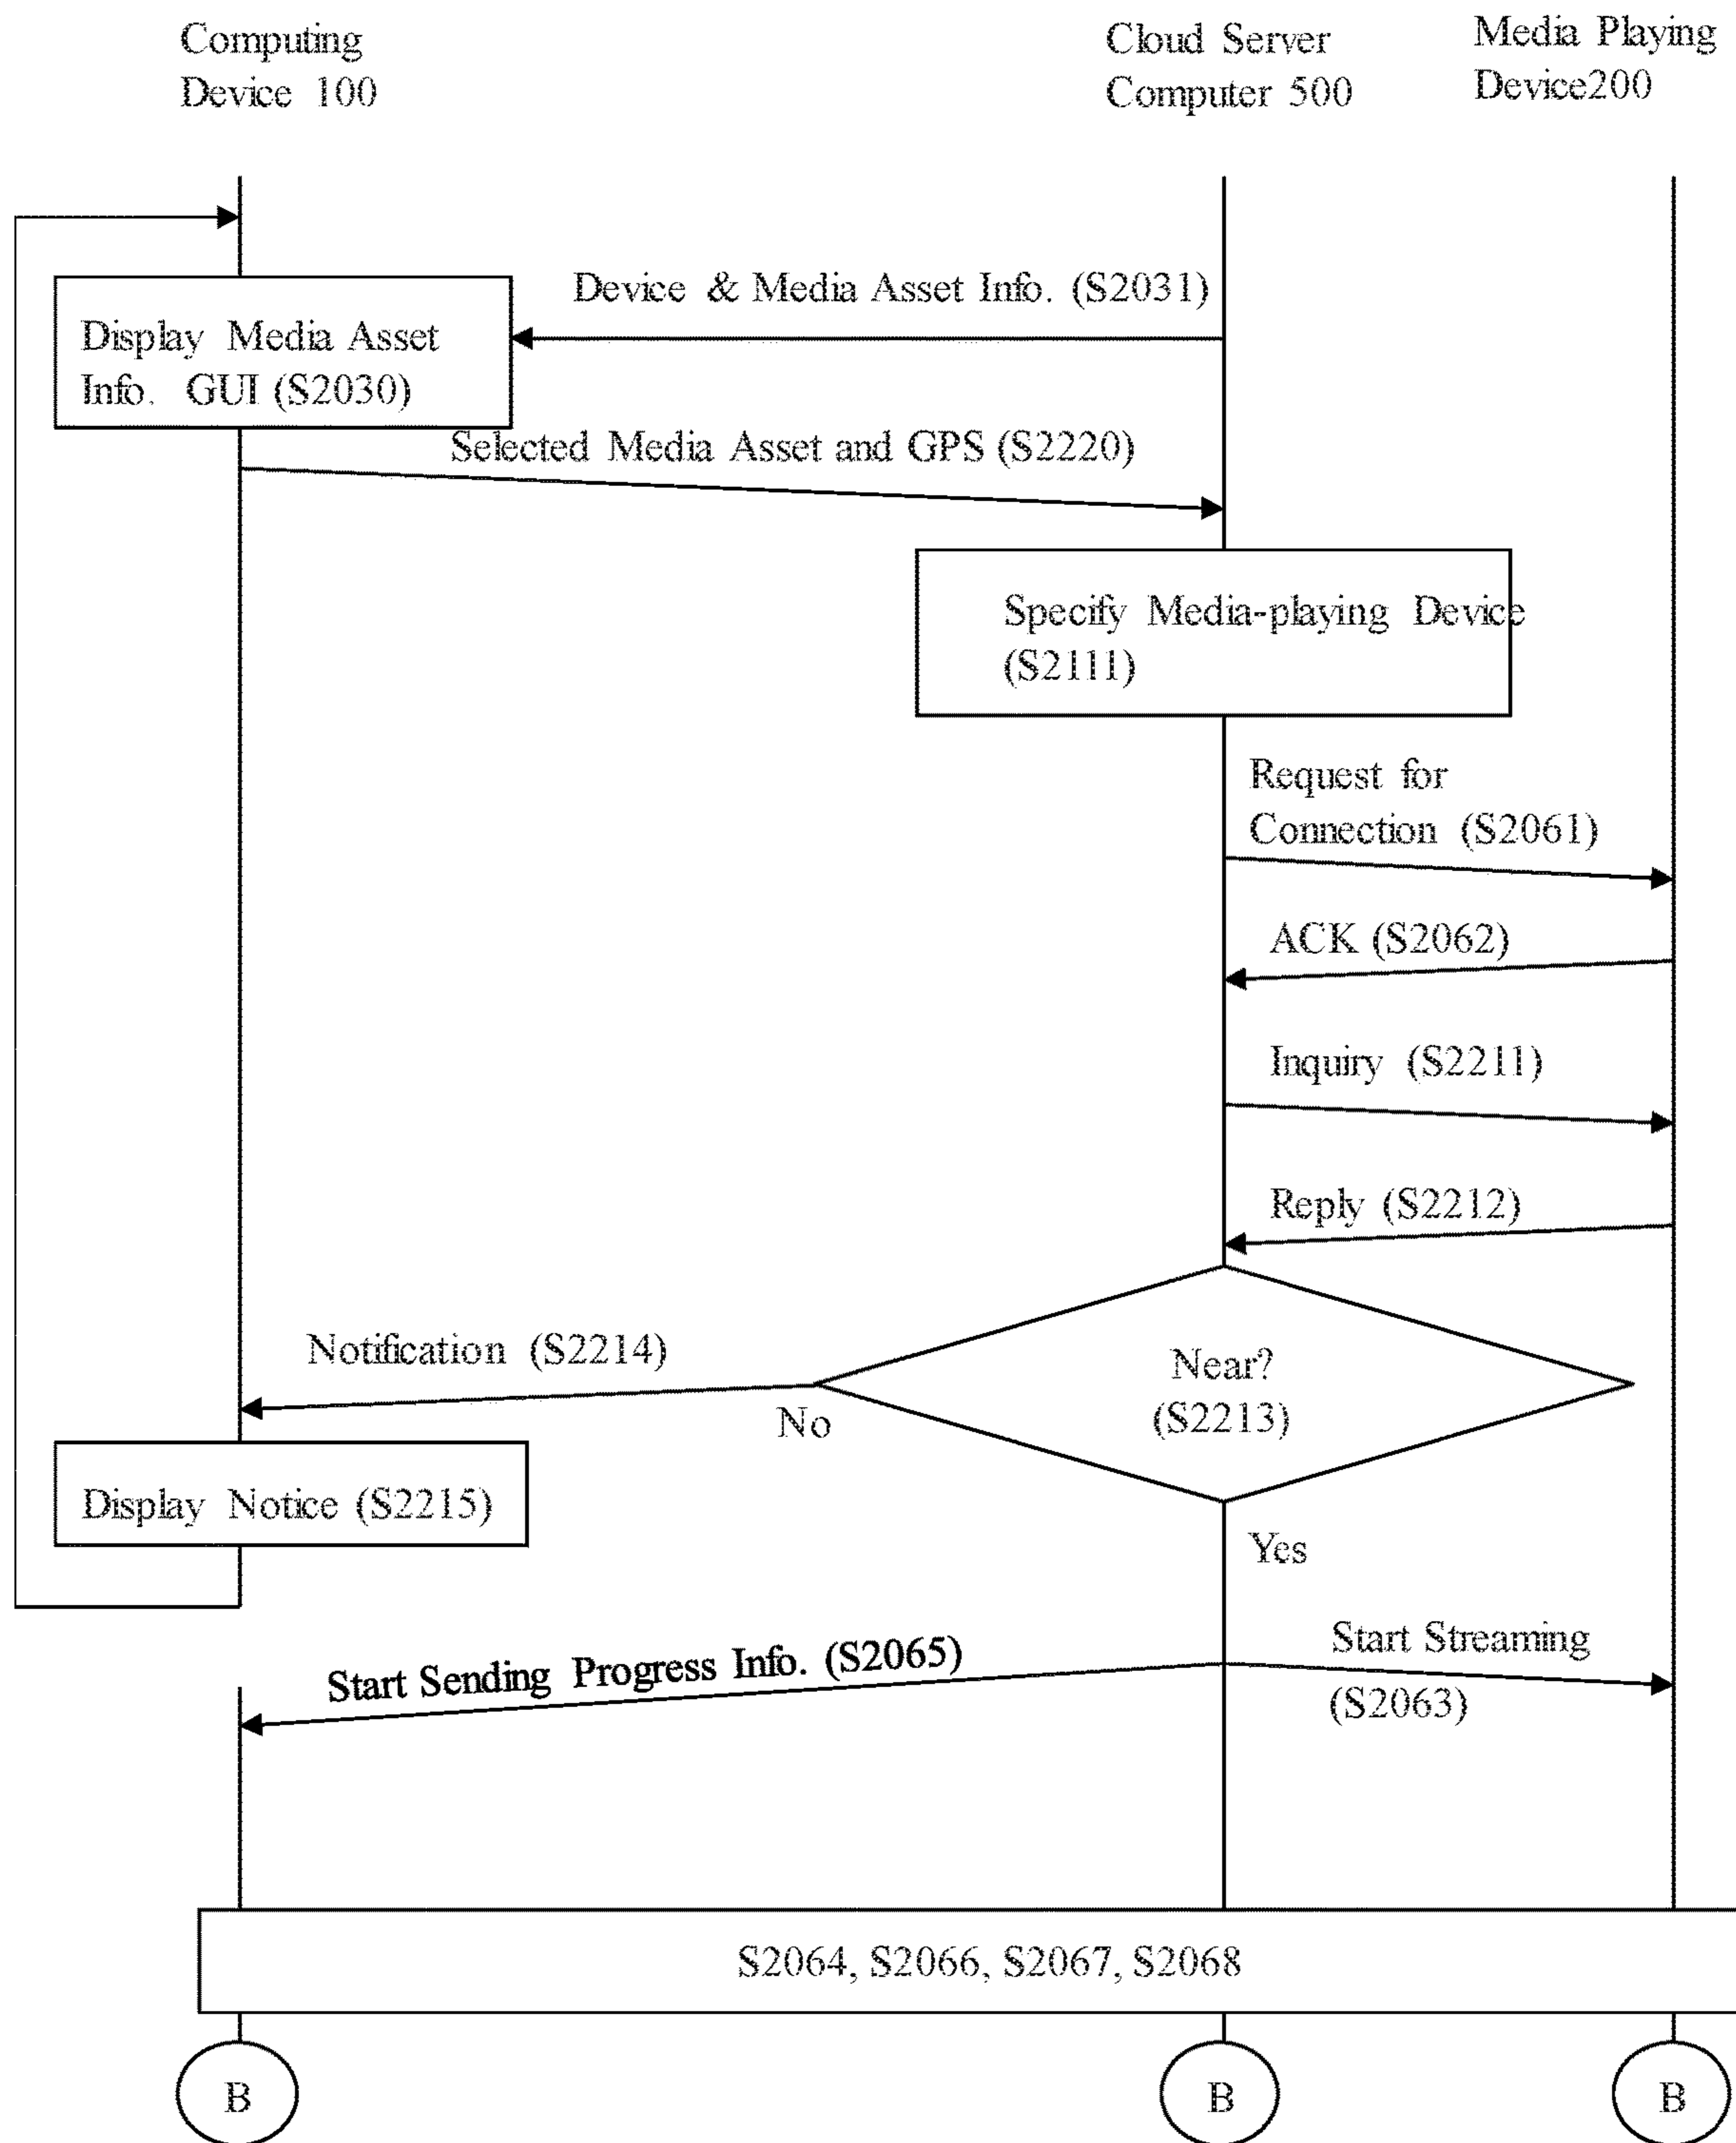 Computing
Device 100
Cloud Server
Computer 500
Media Playing
Device200
Device & Media Asset Info. (S2031)
Display Media Asset
Info. GUI (S2030)
Selected Media Asset and GPS (S2220)
Specify Media-playing Device
(S2111)
Request for
Connection (S2061)
ACK (S2062)
Inquiry (S2211)
Reply (S2212)
Notification (S2214)
Near?
(S2213)
No
Display Notice (S2215)
Yes
Start Sending Progress Info. (S2065)
Start Streaming
(S2063)
S2064, S2066, S2067, S2068
B
B
B